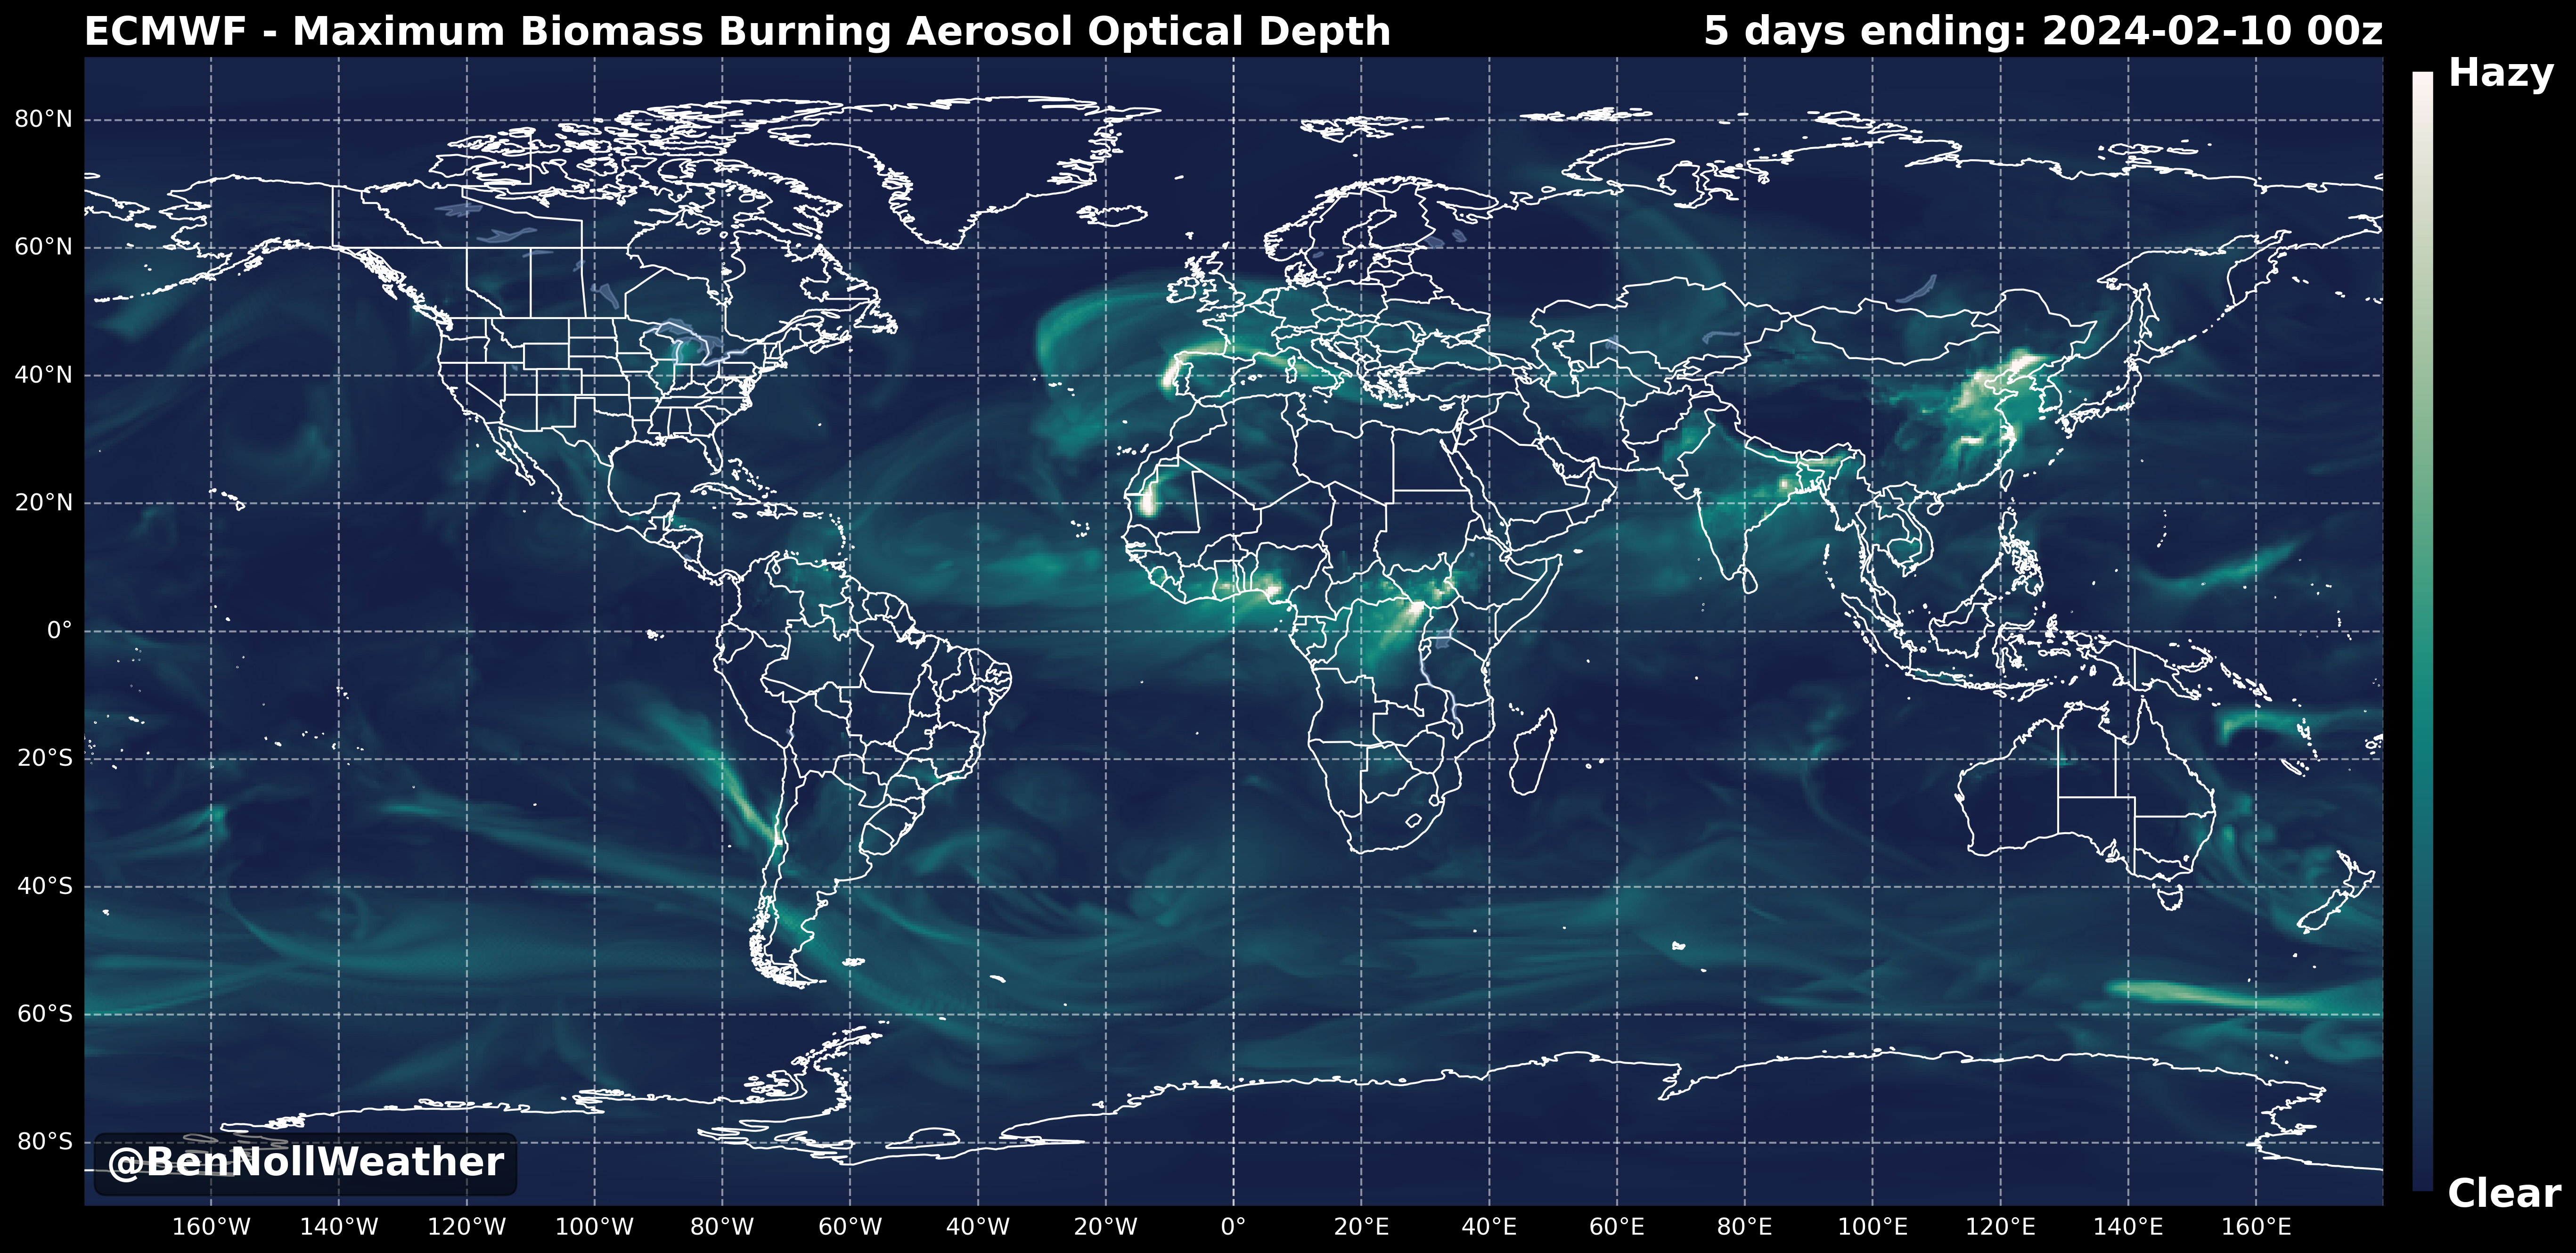 ECMWF - Maximum Biomass Burning Aerosol Optical Depth
5 days ending: 2024-02-10 00z
Hazy
80°N
60°N
40°N
20°N
0°
20°S
40°S
60°S
80°S
@BenNollWeather
Clear
160°W 140°W 120°W 100°W 80°W 60°W 40°W 20°W 0° 20°E 40°E 60°E 80°E 100°E 120°E 140°E 160°E